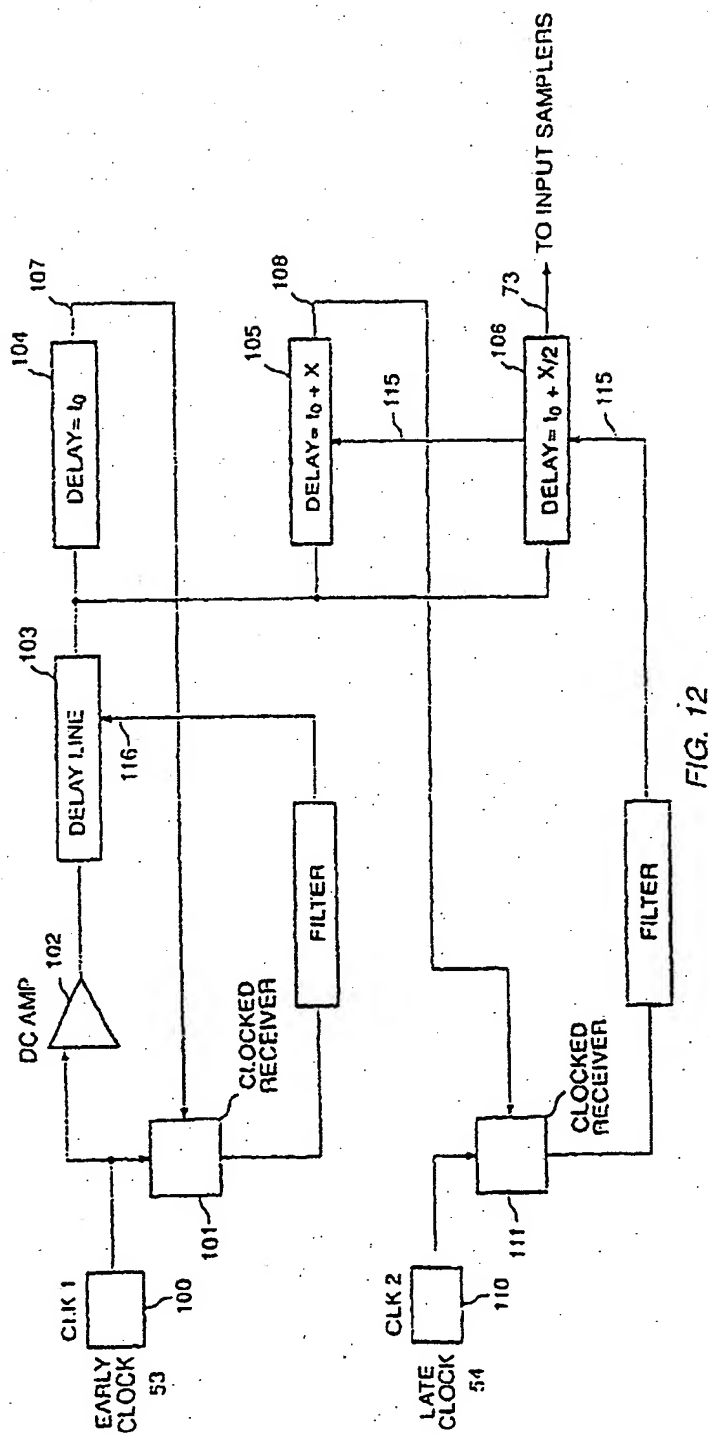 EARLY
CLOCK
53
CLK 1
100
DC AMP
102
101
CLOCKED
RECEIVER
DELAY LINE
103
116
FILTER
DELAY= t₀
104
107
LATE
CLOCK
54
CLK 2
110
111
CLOCKED
RECEIVER
FILTER
DELAY= t₀ + X
105
108
115
DELAY= t₀ + X/2
106
115
73
TO INPUT SAMPLERS
FIG. 12